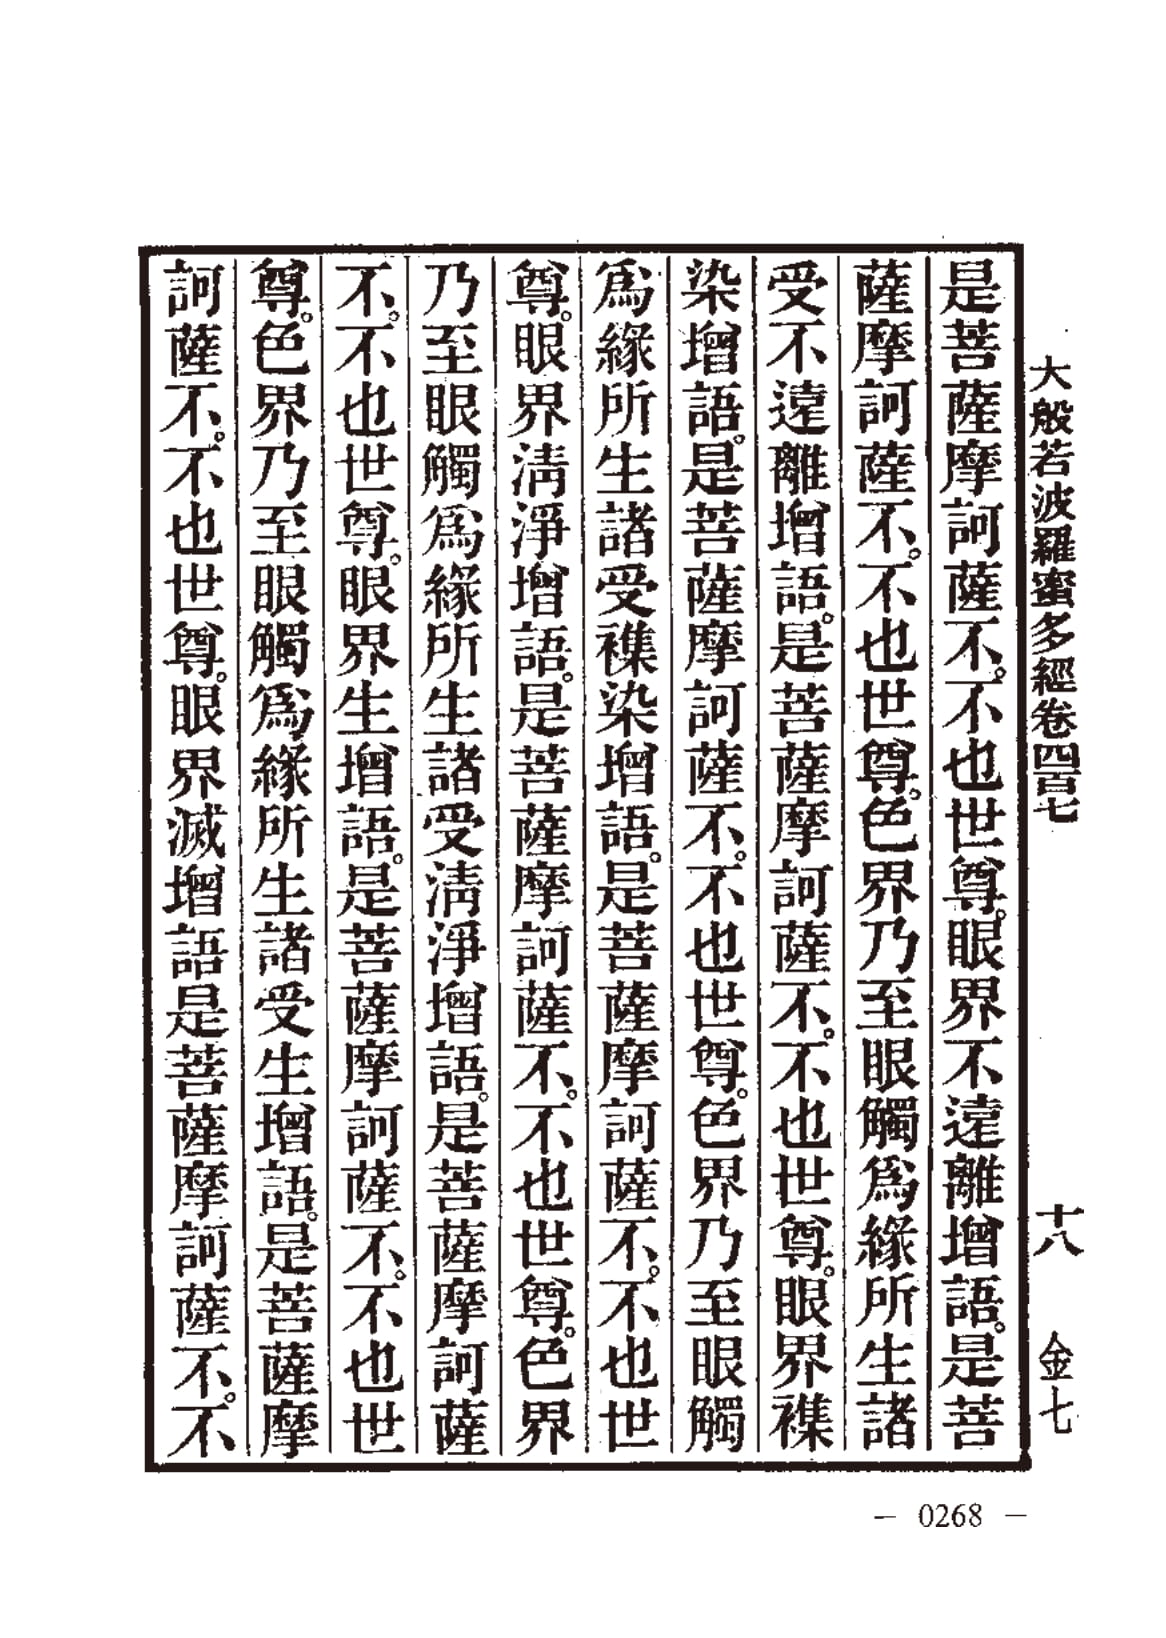 大般若波羅蜜多經卷四百七　十八　金七
是菩薩摩訶薩不。不也世尊。眼界不遠離增語。是菩
薩摩訶薩不。不也世尊。色界乃至眼觸爲緣所生諸
受不遠離增語。是菩薩摩訶薩不。不也世尊。眼界襍
染增語。是菩薩摩訶薩不。不也世尊。色界乃至眼觸
爲緣所生諸受襍染增語。是菩薩摩訶薩不。不也世
尊。眼界淸淨增語。是菩薩摩訶薩不。不也世尊。色界
乃至眼觸爲緣所生諸受淸淨增語。是菩薩摩訶薩
不。不也世尊。眼界生增語。是菩薩摩訶薩不。不也世
尊。色界乃至眼觸爲緣所生諸受生增語。是菩薩摩
訶薩不。不也世尊。眼界滅增語是菩薩摩訶薩不。不
— 0268 —